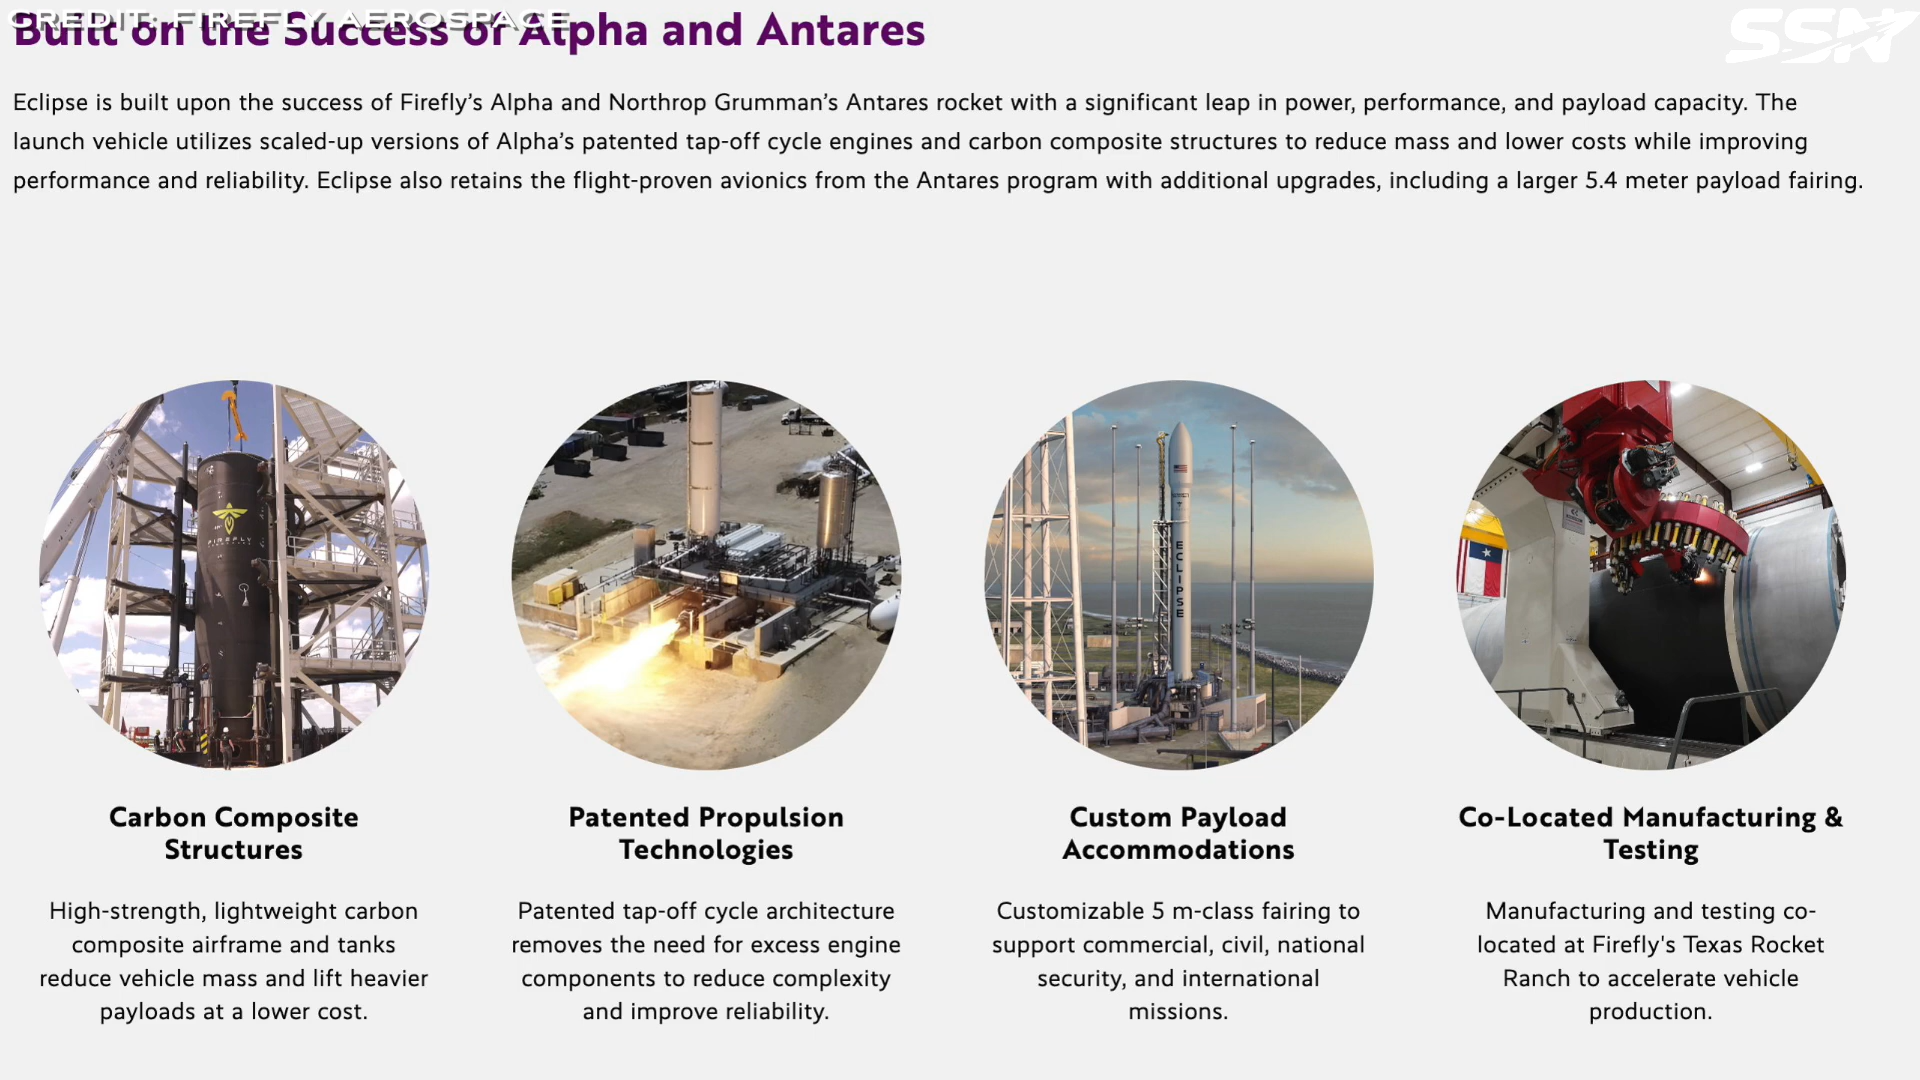 CREDIT: FIREFLY AEROSPACE
SSN
Built on the Success of Alpha and Antares
Eclipse is built upon the success of Firefly’s Alpha and Northrop Grumman’s Antares rocket with a significant leap in power, performance, and payload capacity. The
launch vehicle utilizes scaled-up versions of Alpha’s patented tap-off cycle engines and carbon composite structures to reduce mass and lower costs while improving
performance and reliability. Eclipse also retains the flight-proven avionics from the Antares program with additional upgrades, including a larger 5.4 meter payload fairing.
FIREFLY
ECLIPSE
Carbon Composite
Structures
High-strength, lightweight carbon
composite airframe and tanks
reduce vehicle mass and lift heavier
payloads at a lower cost.
Patented Propulsion
Technologies
Patented tap-off cycle architecture
removes the need for excess engine
components to reduce complexity
and improve reliability.
Custom Payload
Accommodations
Customizable 5 m-class fairing to
support commercial, civil, national
security, and international
missions.
Co-Located Manufacturing &
Testing
Manufacturing and testing co-
located at Firefly's Texas Rocket
Ranch to accelerate vehicle
production.